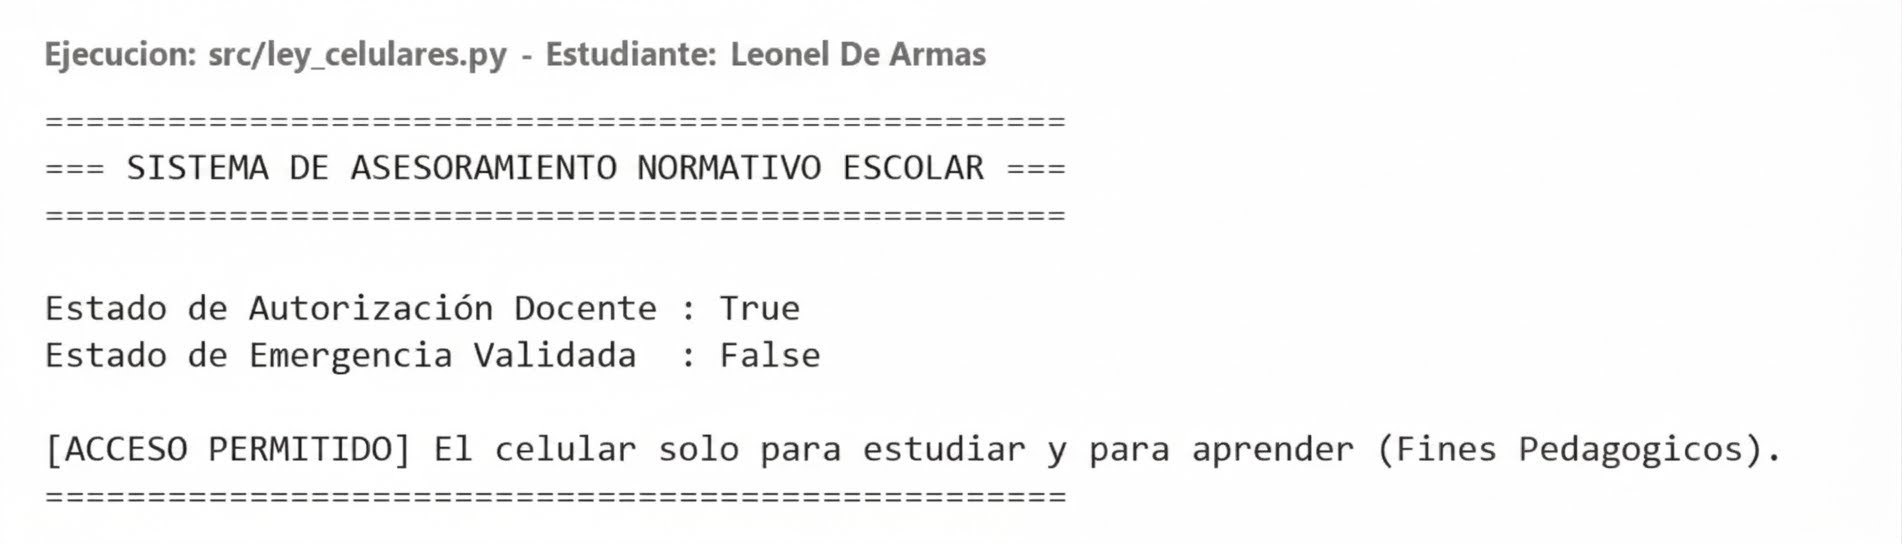 Ejecucion: src/ley_celulares.py - Estudiante: Leonel De Armas
==================================================
=== SISTEMA DE ASESORAMIENTO NORMATIVO ESCOLAR ===
==================================================
Estado de Autorización Docente : True
Estado de Emergencia Validada  : False
[ACCESO PERMITIDO] El celular solo para estudiar y para aprender (Fines Pedagogicos).
==================================================